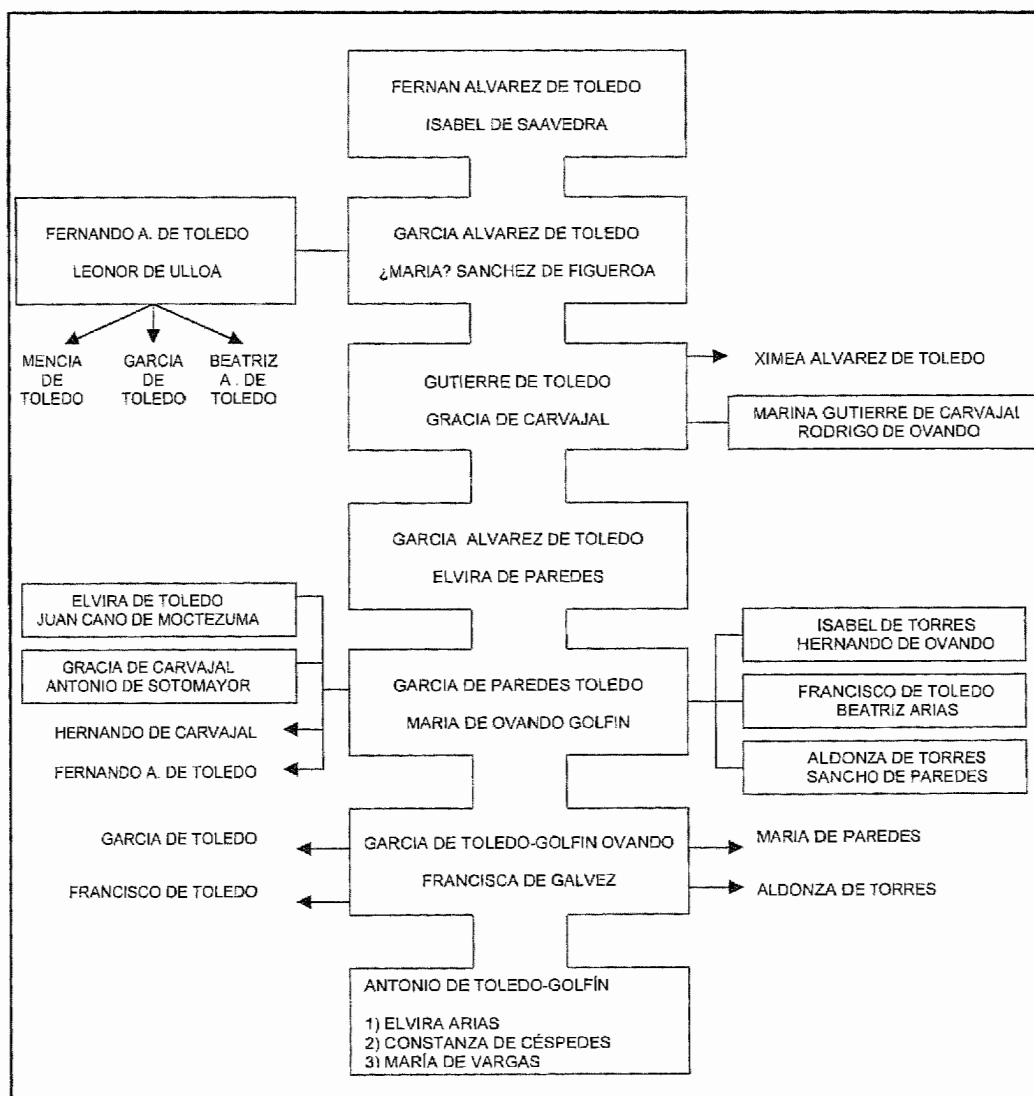 FERNAN ALVAREZ DE TOLEDO
ISABEL DE SAAVEDRA
FERNANDO A. DE TOLEDO
LEONOR DE ULLOA
GARCIA ALVAREZ DE TOLEDO
¿MARIA? SANCHEZ DE FIGUEROA
MENCIA
DE
TOLEDO
GARCIA
DE
TOLEDO
BEATRIZ
A . DE
TOLEDO
GUTIERRE DE TOLEDO
GRACIA DE CARVAJAL
XIMEA ALVAREZ DE TOLEDO
MARINA GUTIERRE DE CARVAJAL
RODRIGO DE OVANDO
GARCIA ALVAREZ DE TOLEDO
ELVIRA DE PAREDES
ELVIRA DE TOLEDO
JUAN CANO DE MOCTEZUMA
GRACIA DE CARVAJAL
ANTONIO DE SOTOMAYOR
HERNANDO DE CARVAJAL
FERNANDO A. DE TOLEDO
GARCIA DE PAREDES TOLEDO
MARIA DE OVANDO GOLFIN
ISABEL DE TORRES
HERNANDO DE OVANDO
FRANCISCO DE TOLEDO
BEATRIZ ARIAS
ALDONZA DE TORRES
SANCHO DE PAREDES
GARCIA DE TOLEDO
FRANCISCO DE TOLEDO
GARCIA DE TOLEDO-GOLFIN OVANDO
FRANCISCA DE GALVEZ
MARIA DE PAREDES
ALDONZA DE TORRES
ANTONIO DE TOLEDO-GOLFÍN
1) ELVIRA ARIAS
2) CONSTANZA DE CÉSPEDES
3) MARÍA DE VARGAS